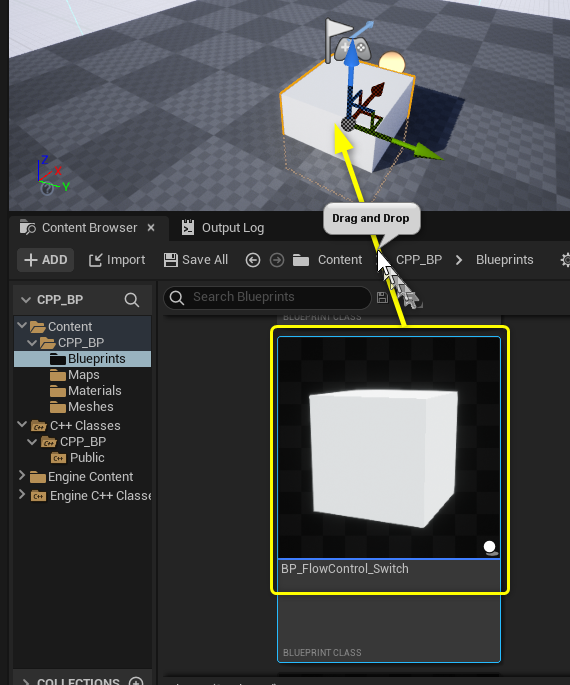 Z
X
Y
Drag and Drop
Content Browser
Output Log
ADD
Import
Save All
Content
CPP_BP
Blueprints
CPP_BP
Search Blueprints
BLUEPRINT CLASS
Content
CPP_BP
Blueprints
Maps
Materials
Meshes
C++ Classes
CPP_BP
Public
Engine Content
Engine C++ Classe
BP_FlowControl_Switch
BLUEPRINT CLASS
COLLECTIONS